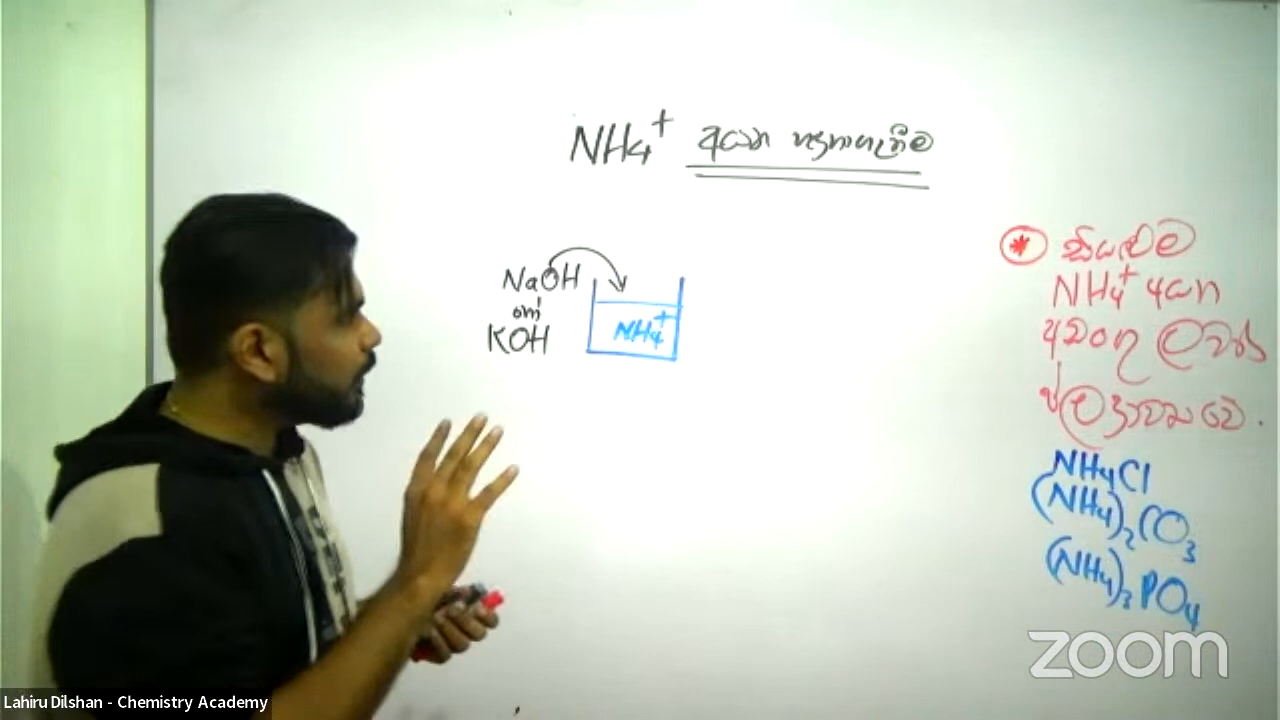 NH₄⁺ අයන හඳුනාගැනීම
NaOH
හෝ
KOH
NH₄⁺
* සියළුම
NH₄⁺ අයන
අඩංගු ලවණ
ජලද්‍රාව්‍ය වේ.
NH₄Cl
(NH₄)₂CO₃
(NH₄)₃PO₄
zoom
Lahiru Dilshan - Chemistry Academy